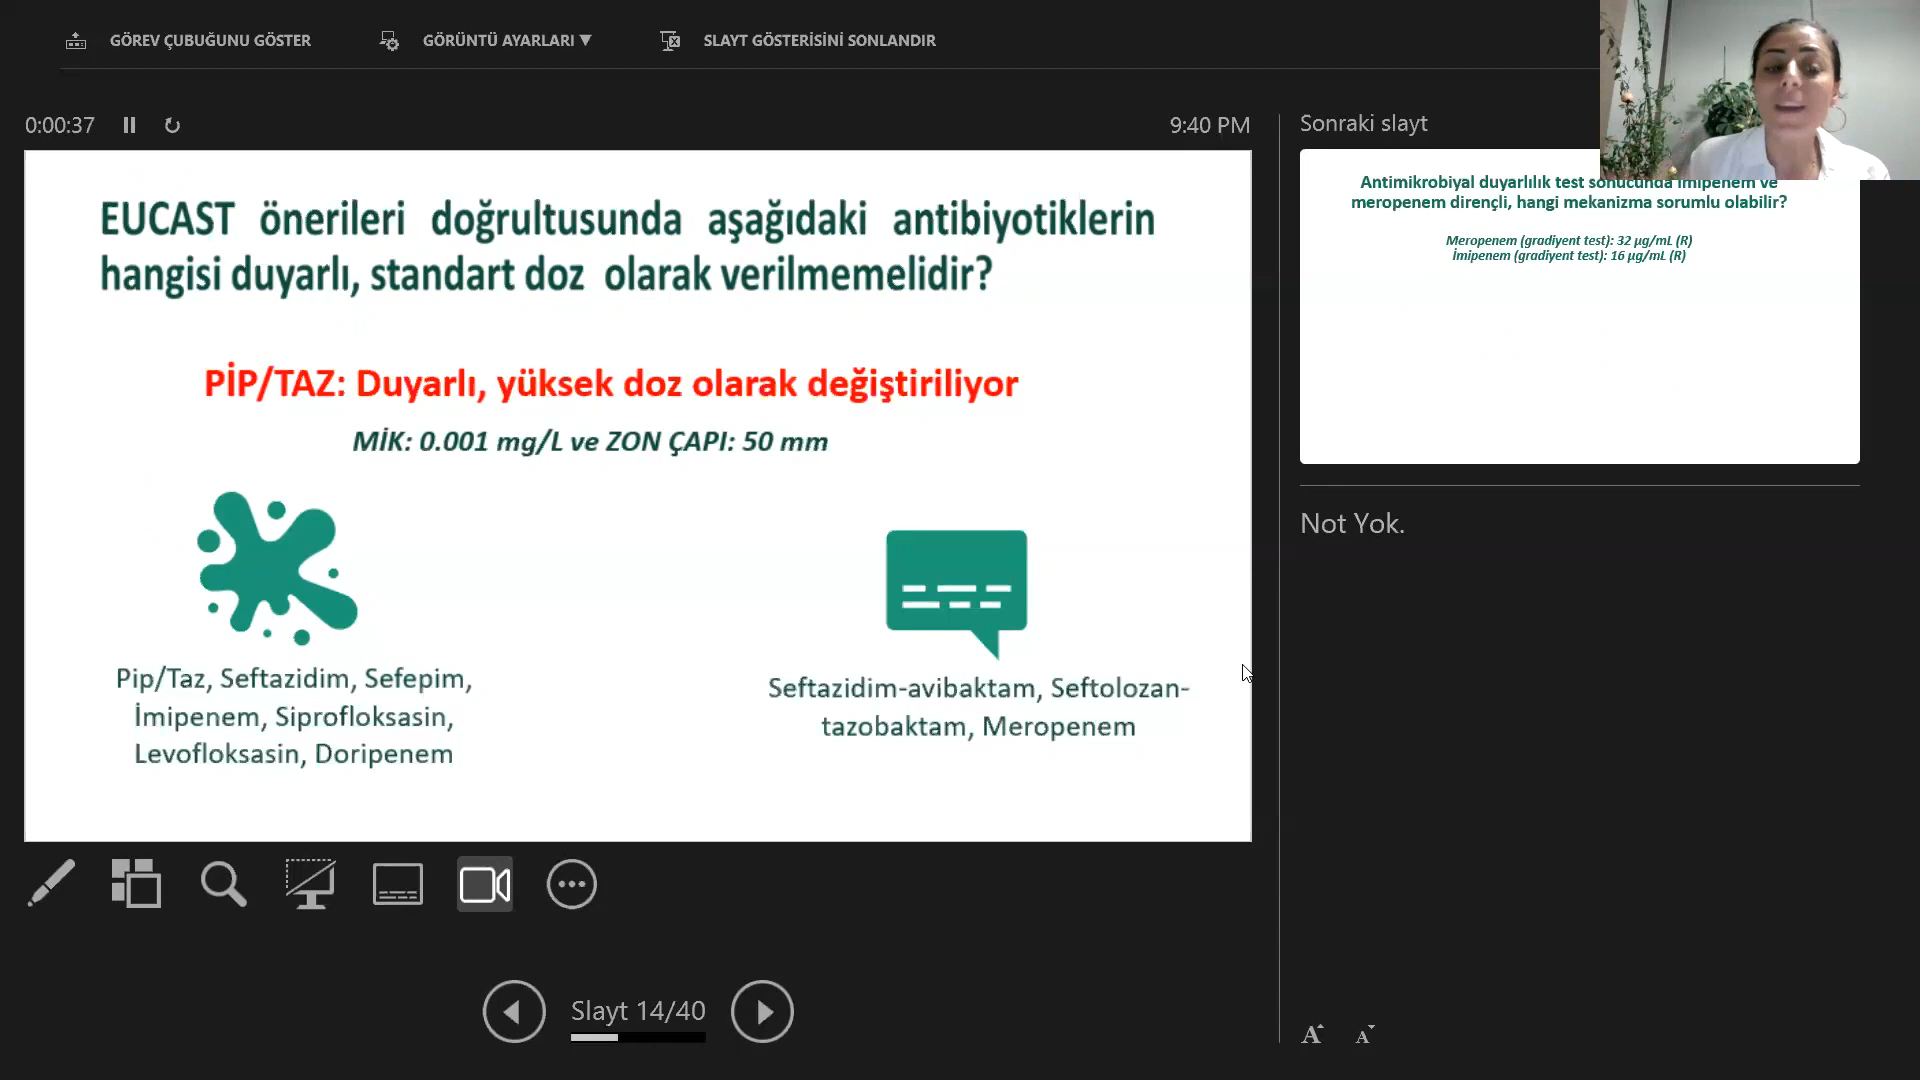 GÖREV ÇUBUĞUNU GÖSTER
GÖRÜNTÜ AYARLARI ▼
SLAYT GÖSTERİSİNİ SONLANDIR
0:00:37
9:40 PM
EUCAST önerileri doğrultusunda aşağıdaki antibiyotiklerin
hangisi duyarlı, standart doz olarak verilmemelidir?
PİP/TAZ: Duyarlı, yüksek doz olarak değiştiriliyor
MİK: 0.001 mg/L ve ZON ÇAPI: 50 mm
Pip/Taz, Seftazidim, Sefepim,
İmipenem, Siprofloksasin,
Levofloksasin, Doripenem
Seftazidim-avibaktam, Seftolozan-
tazobaktam, Meropenem
Slayt 14/40
Sonraki slayt
Antimikrobiyal duyarlılık test sonucunda imipenem ve
meropenem dirençli, hangi mekanizma sorumlu olabilir?
Meropenem (gradiyent test): 32 µg/mL (R)
İmipenem (gradiyent test): 16 µg/mL (R)
Not Yok.
A A